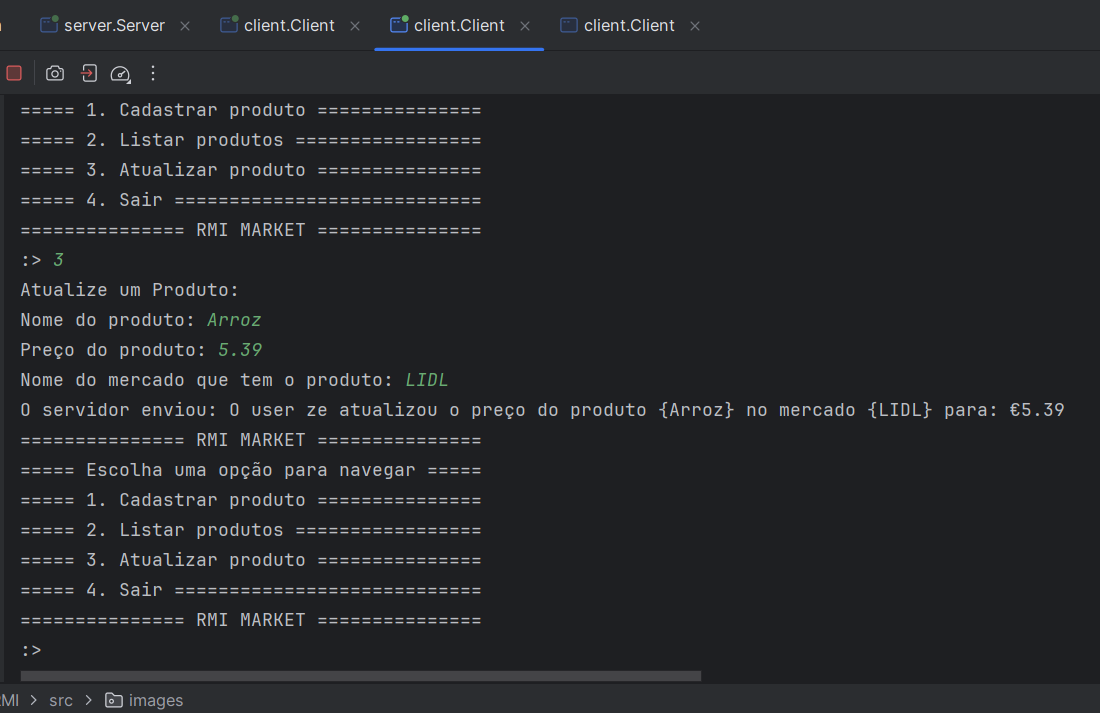 server.Server client.Client client.Client client.Client
===== 1. Cadastrar produto ===============
===== 2. Listar produtos =================
===== 3. Atualizar produto ===============
===== 4. Sair ============================
=============== RMI MARKET ===============
:> 3
Atualize um Produto:
Nome do produto: Arroz
Preço do produto: 5.39
Nome do mercado que tem o produto: LIDL
O servidor enviou: O user ze atualizou o preço do produto {Arroz} no mercado {LIDL} para: €5.39
=============== RMI MARKET ===============
===== Escolha uma opção para navegar =====
===== 1. Cadastrar produto ===============
===== 2. Listar produtos =================
===== 3. Atualizar produto ===============
===== 4. Sair ============================
=============== RMI MARKET ===============
:>
MI > src > images